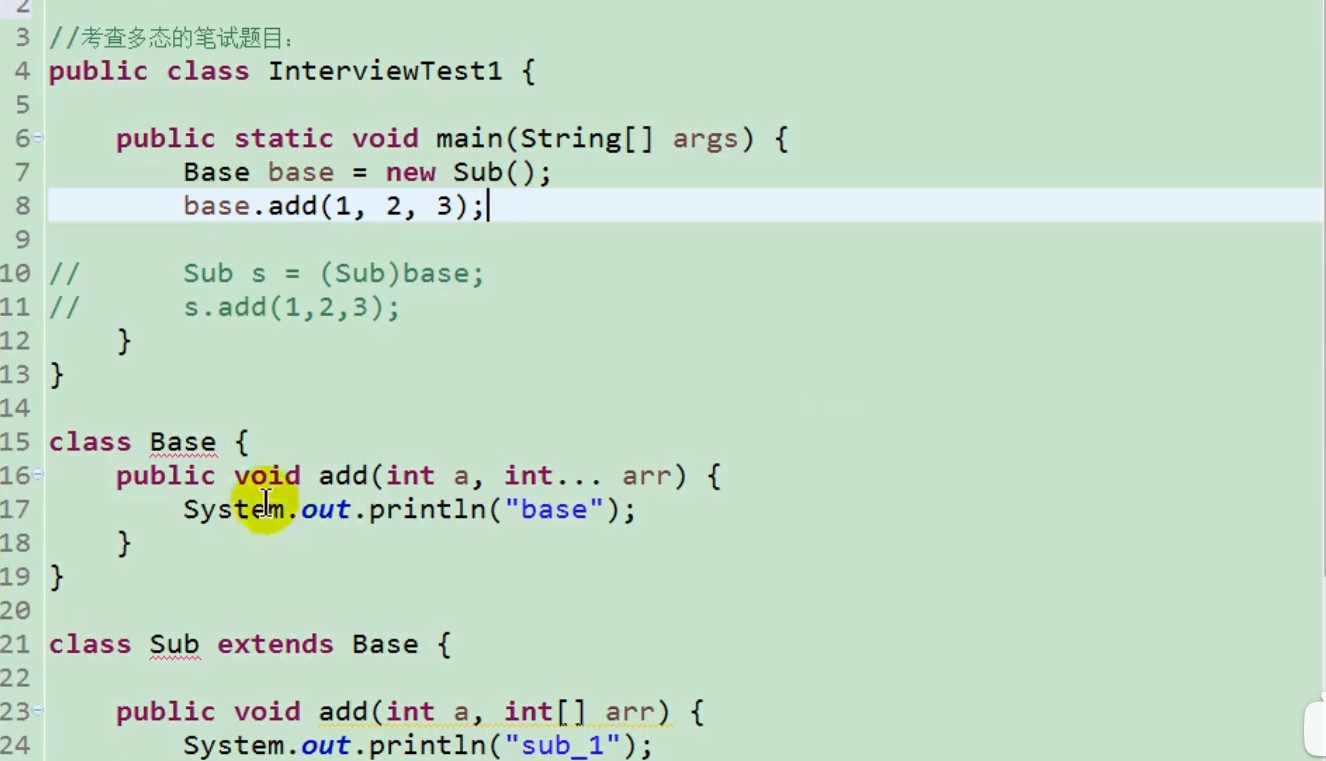 2
3 //考查多态的笔试题目:
4 public class InterviewTest1 {
5
6 public static void main(String[] args) {
7 Base base = new Sub();
8 base.add(1, 2, 3);
9
10 // Sub s = (Sub)base;
11 // s.add(1,2,3);
12 }
13 }
14
15 class Base {
16 public void add(int a, int... arr) {
17 System.out.println("base");
18 }
19 }
20
21 class Sub extends Base {
22
23 public void add(int a, int[] arr) {
24 System.out.println("sub_1");